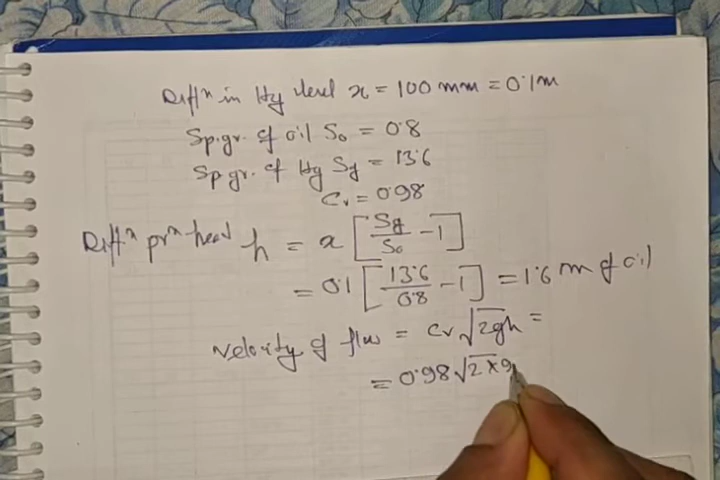 Diffⁿ in Hg level x = 100 mm = 0.1m
Sp.gr. of oil S₀ = 0.8
Sp gr. of Hg Sg = 13.6
Cv = 0.98
Diffⁿ prⁿ head h = x [Sg/S₀ - 1]
= 0.1 [13.6/0.8 - 1] = 1.6 m of oil
Velocity of flow = Cv √2gh =
= 0.98 √2×9